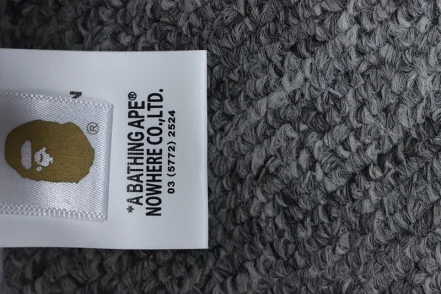 *A BATHING APE®
NOWHERE CO.,LTD.
03 (5772) 2524
®